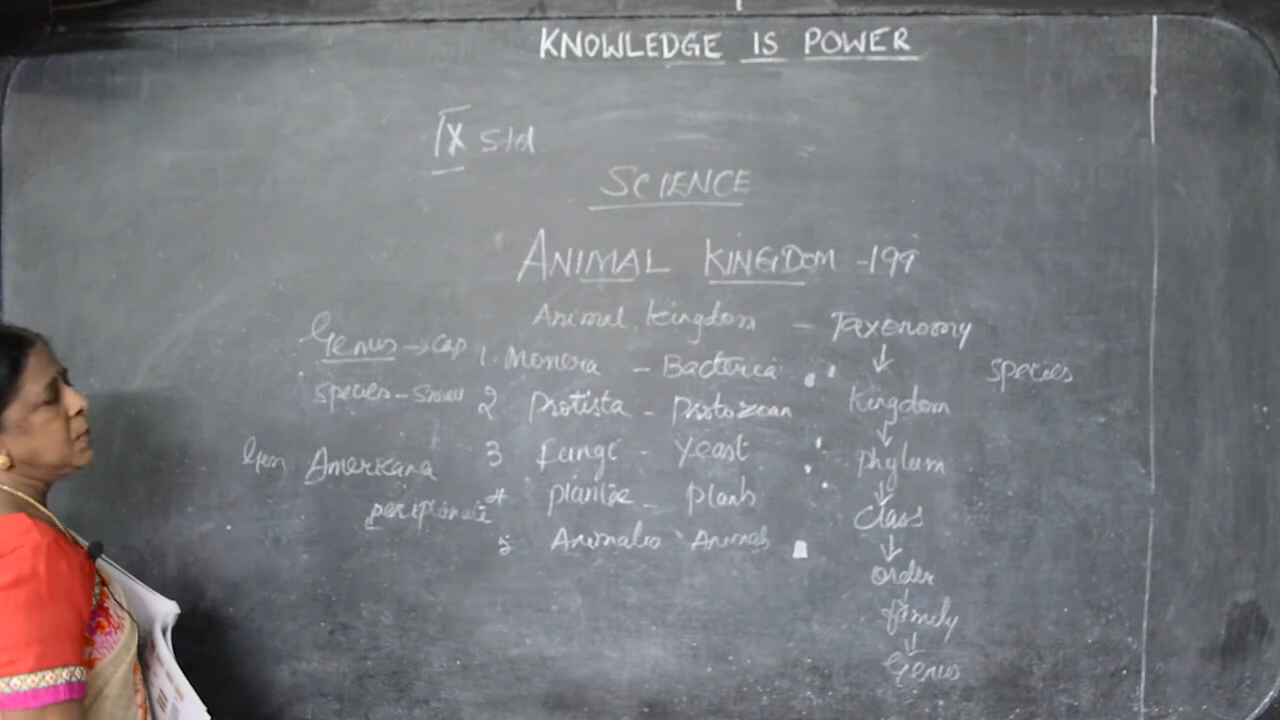 KNOWLEDGE IS POWER
IX Std
SCIENCE
ANIMAL KINGDOM - 199
Animal Kingdom - Taxonomy
Genus → cap
species - small
Gen Americana
periplanata
1. Monera - Bacteria
2 Protista - Protozoan
3 Fungi - Yeast
4 plantae - plants
5 Animalia Animals
Kingdom
phylum
class
order
family
Genus
species